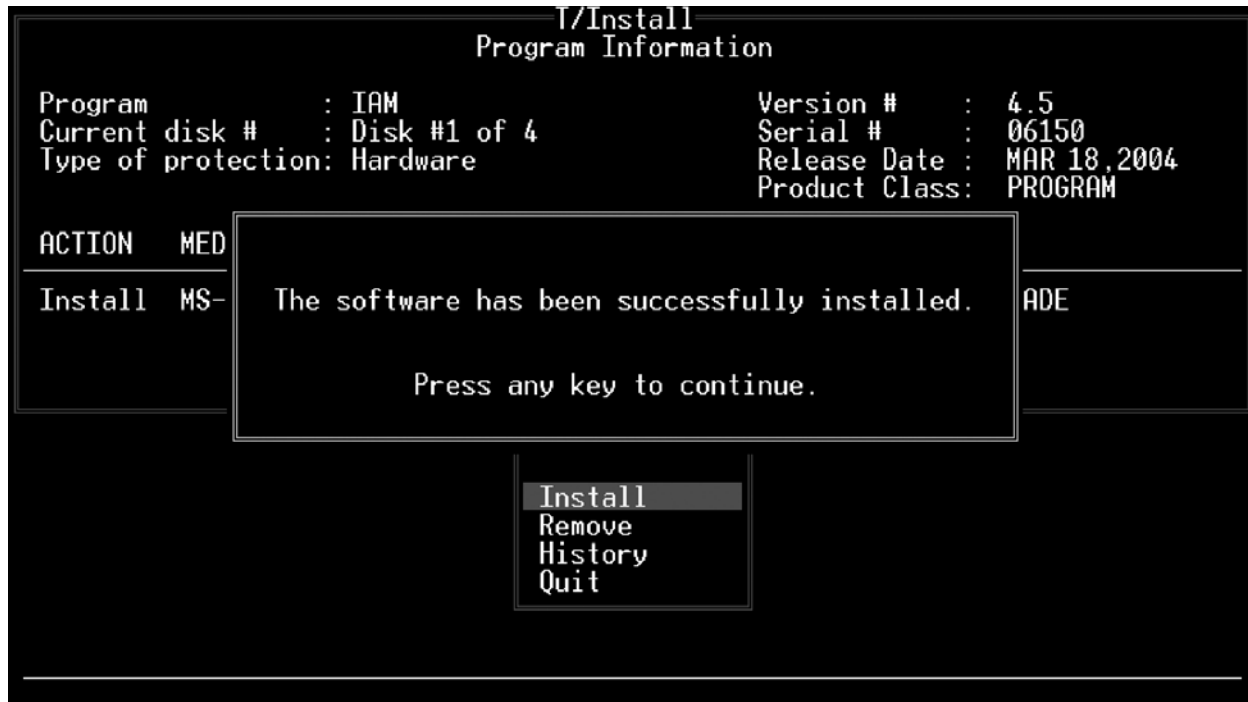 T/Install
Program Information
Program : IAM Version # : 4.5
Current disk # : Disk #1 of 4 Serial # : 06150
Type of protection: Hardware Release Date : MAR 18,2004
Product Class: PROGRAM
ACTION MED
Install MS- ADE
The software has been successfully installed.
Press any key to continue.
Install
Remove
History
Quit